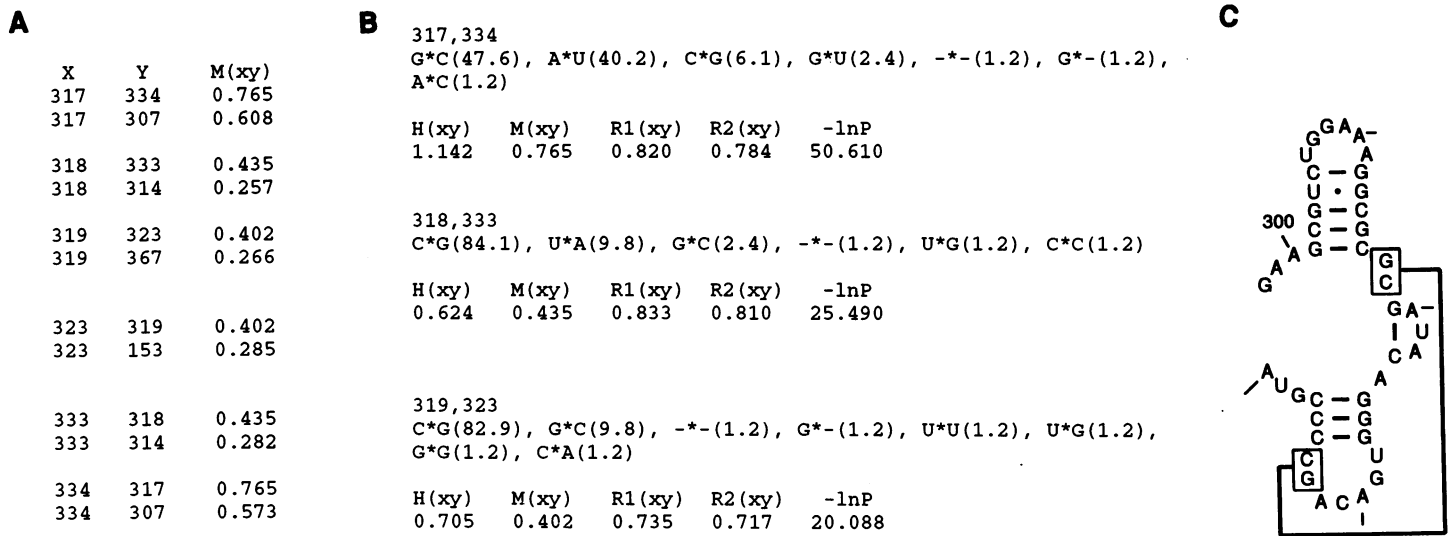 A
X Y M(xy)
317 334 0.765
317 307 0.608
318 333 0.435
318 314 0.257
319 323 0.402
319 367 0.266
323 319 0.402
323 153 0.285
333 318 0.435
333 314 0.282
334 317 0.765
334 307 0.573
B
317,334
G*C(47.6), A*U(40.2), C*G(6.1), G*U(2.4), -*-(1.2), G*-(1.2),
A*C(1.2)
H(xy) M(xy) R1(xy) R2(xy) -lnP
1.142 0.765 0.820 0.784 50.610
318,333
C*G(84.1), U*A(9.8), G*C(2.4), -*-(1.2), U*G(1.2), C*C(1.2)
H(xy) M(xy) R1(xy) R2(xy) -lnP
0.624 0.435 0.833 0.810 25.490
319,323
C*G(82.9), G*C(9.8), -*-(1.2), G*-(1.2), U*U(1.2), U*G(1.2),
G*G(1.2), C*A(1.2)
H(xy) M(xy) R1(xy) R2(xy) -lnP
0.705 0.402 0.735 0.717 20.088
C
G G A A
U A
C G
U G
G C
300 C G
A G C
A G
G C
G A
U
C A
A
A U G C G
C G
C G
C U
G G
A C A